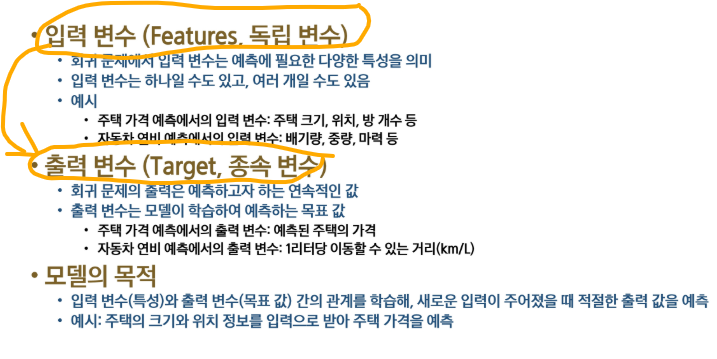 • 입력 변수 (Features, 독립 변수)
• 회귀 문제에서 입력 변수는 예측에 필요한 다양한 특성을 의미
• 입력 변수는 하나일 수도 있고, 여러 개일 수도 있음
• 예시
• 주택 가격 예측에서의 입력 변수: 주택 크기, 위치, 방 개수 등
• 자동차 연비 예측에서의 입력 변수: 배기량, 중량, 마력 등
• 출력 변수 (Target, 종속 변수)
• 회귀 문제의 출력은 예측하고자 하는 연속적인 값
• 출력 변수는 모델이 학습하여 예측하는 목표 값
• 주택 가격 예측에서의 출력 변수: 예측된 주택의 가격
• 자동차 연비 예측에서의 출력 변수: 1리터당 이동할 수 있는 거리(km/L)
• 모델의 목적
• 입력 변수(특성)와 출력 변수(목표 값) 간의 관계를 학습해, 새로운 입력이 주어졌을 때 적절한 출력 값을 예측
• 예시: 주택의 크기와 위치 정보를 입력으로 받아 주택 가격을 예측